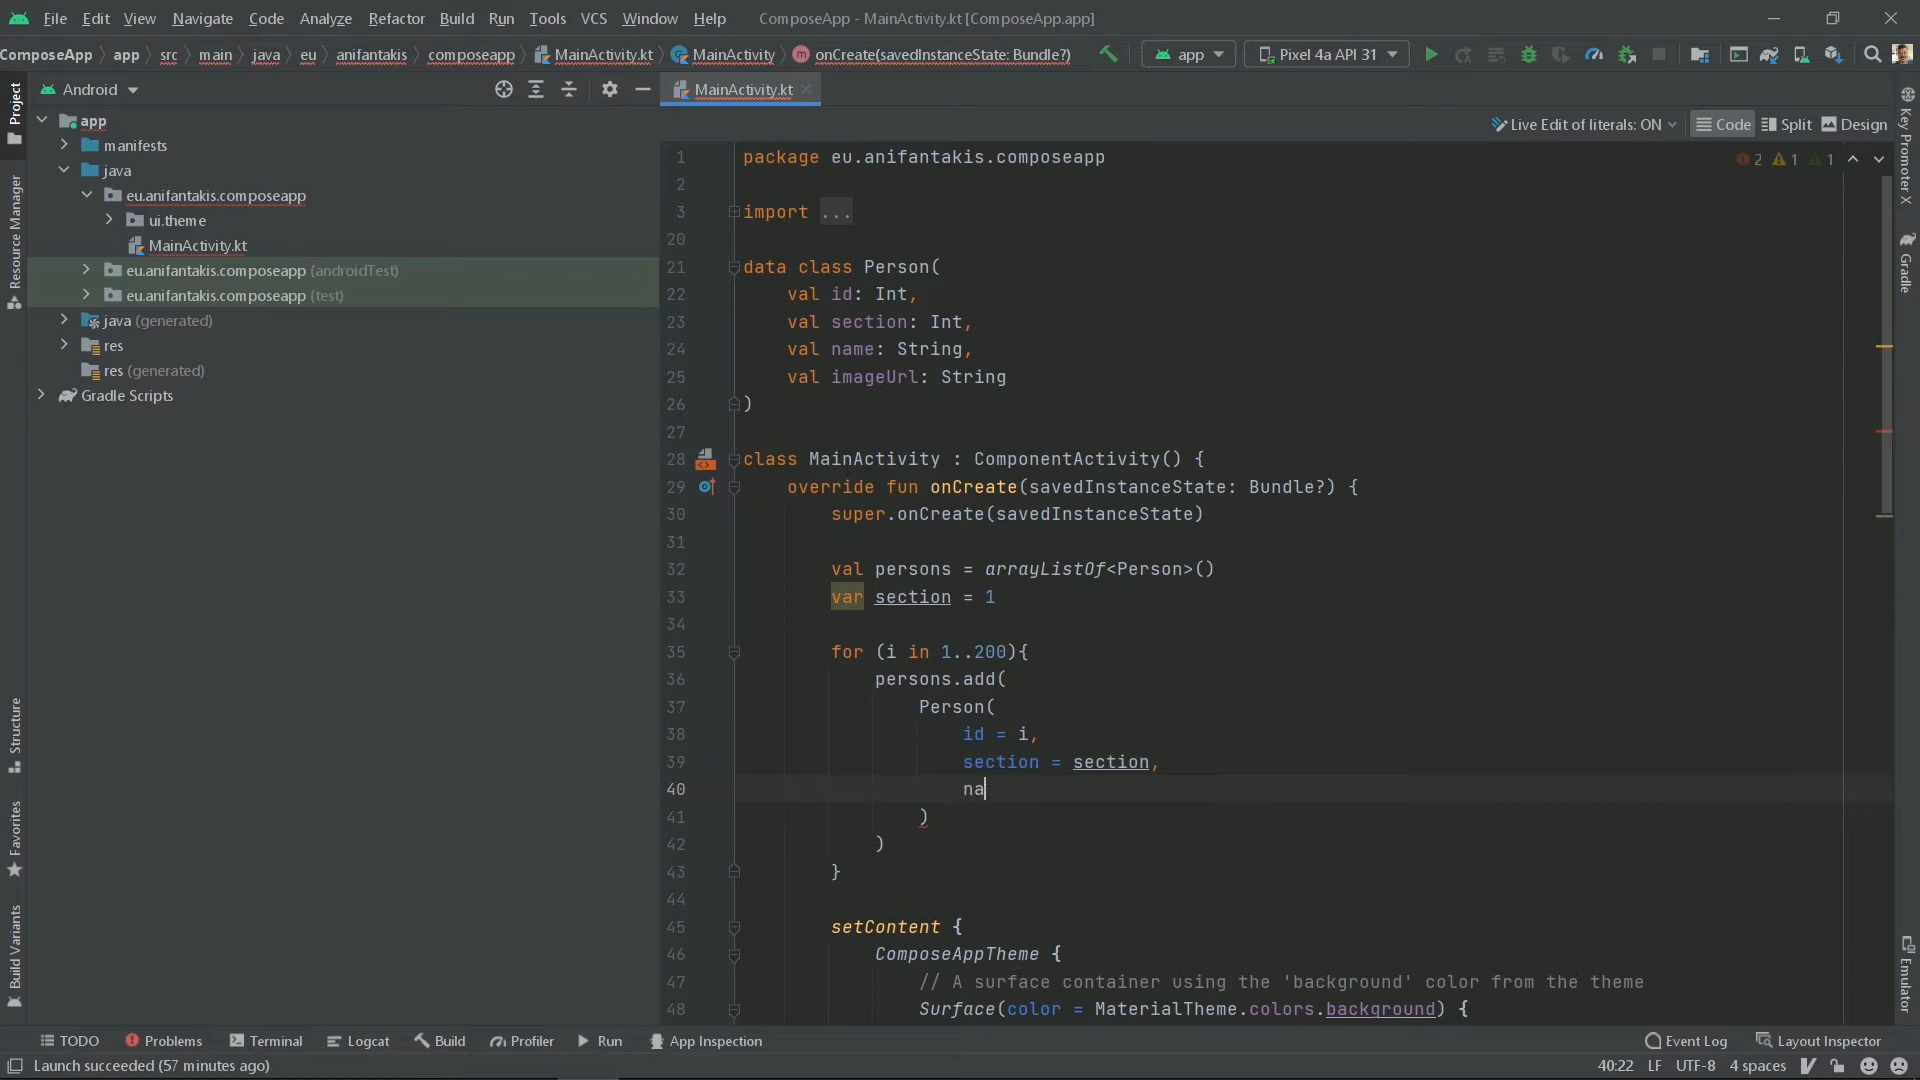 File Edit View Navigate Code Analyze Refactor Build Run Tools VCS Window Help ComposeApp - MainActivity.kt [ComposeApp.app]
ComposeApp app src main java eu anifantakis composeapp MainActivity.kt MainActivity onCreate(savedInstanceState: Bundle?) app Pixel 4a API 31
Android MainActivity.kt
Live Edit of literals: ON Code Split Design
2 1 1
Project
Resource Manager
Structure
Favorites
Build Variants
app
manifests
java
eu.anifantakis.composeapp
ui.theme
MainActivity.kt
eu.anifantakis.composeapp (androidTest)
eu.anifantakis.composeapp (test)
java (generated)
res
res (generated)
Gradle Scripts
1 package eu.anifantakis.composeapp
2
3 import ...
20
21 data class Person(
22 val id: Int,
23 val section: Int,
24 val name: String,
25 val imageUrl: String
26 )
27
28 class MainActivity : ComponentActivity() {
29 override fun onCreate(savedInstanceState: Bundle?) {
30 super.onCreate(savedInstanceState)
31
32 val persons = arrayListOf<Person>()
33 var section = 1
34
35 for (i in 1..200){
36 persons.add(
37 Person(
38 id = i,
39 section = section,
40 na
41 )
42 )
43 }
44
45 setContent {
46 ComposeAppTheme {
47 // A surface container using the 'background' color from the theme
48 Surface(color = MaterialTheme.colors.background) {
Key Promoter X
Gradle
Emulator
TODO Problems Terminal Logcat Build Profiler Run App Inspection Event Log Layout Inspector
Launch succeeded (57 minutes ago) 40:22 LF UTF-8 4 spaces